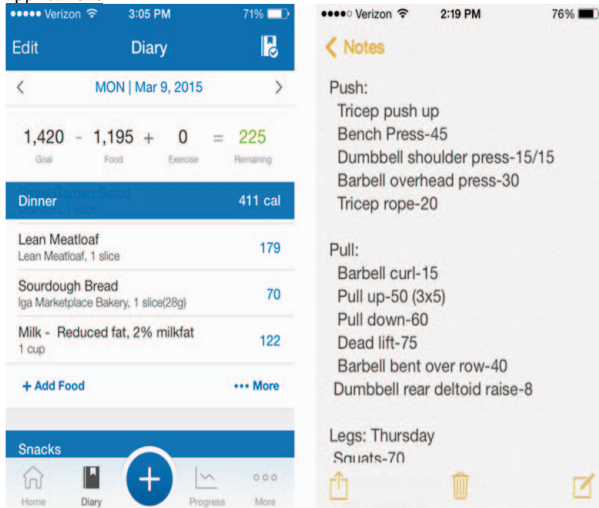 Verizon 3:05 PM 71%
Edit Diary
MON | Mar 9, 2015
1,420 - 1,195 + 0 = 225
Goal Food Exercise Remaining
Dinner 411 cal
Lean Meatloaf
Lean Meatloaf, 1 slice 179
Sourdough Bread
Iga Marketplace Bakery, 1 slice(28g) 70
Milk - Reduced fat, 2% milkfat
1 cup 122
+ Add Food ••• More
Snacks
Home Diary + Progress More
Verizon 2:19 PM 76%
Notes
Push:
Tricep push up
Bench Press-45
Dumbbell shoulder press-15/15
Barbell overhead press-30
Tricep rope-20
Pull:
Barbell curl-15
Pull up-50 (3x5)
Pull down-60
Dead lift-75
Barbell bent over row-40
Dumbbell rear deltoid raise-8
Legs: Thursday
Squats-70